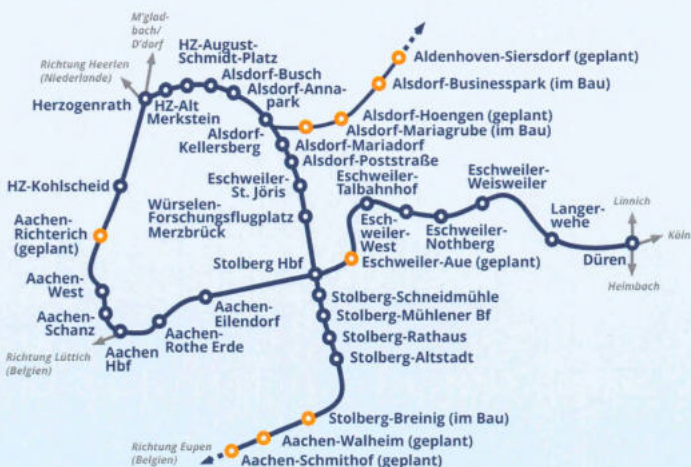 M'glad-
bach/
D'dorf
Richtung Heerlen
(Niederlande)
HZ-August-
Schmidt-Platz
Aldenhoven-Siersdorf (geplant)
Alsdorf-Busch
Alsdorf-Anna-
park
Alsdorf-Businesspark (im Bau)
Herzogenrath
HZ-Alt
Merkstein
Alsdorf-Hoengen (geplant)
Alsdorf-Mariagrube (im Bau)
Alsdorf-
Kellersberg
Alsdorf-Mariadorf
Alsdorf-Poststraße
HZ-Kohlscheid
Eschweiler-
St. Jöris
Eschweiler-
Talbahnhof
Eschweiler-
Weisweiler
Würselen-
Forschungsflugplatz
Merzbrück
Aachen-
Richterich
(geplant)
Esch-
weiler-
West
Eschweiler-
Nothberg
Langer-
wehe
Linnich
Köln
Düren
Heimbach
Stolberg Hbf
Eschweiler-Aue (geplant)
Aachen-
West
Aachen-
Schanz
Aachen-
Eilendorf
Stolberg-Schneidmühle
Stolberg-Mühlener Bf
Richtung Lüttich
(Belgien)
Aachen
Hbf
Aachen-
Rothe Erde
Stolberg-Rathaus
Stolberg-Altstadt
Stolberg-Breinig (im Bau)
Richtung Eupen
(Belgien)
Aachen-Walheim (geplant)
Aachen-Schmithof (geplant)